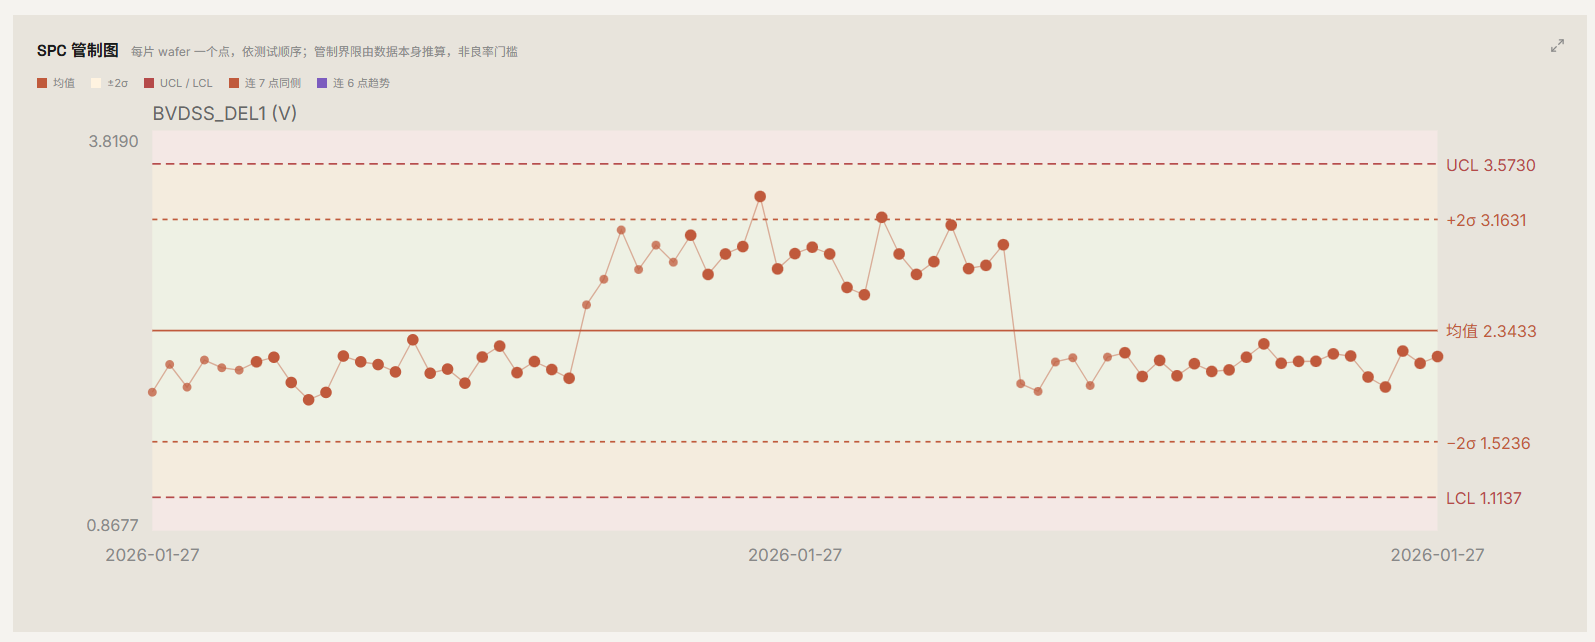 SPC 管制图 每片 wafer 一个点，依测试顺序；管制界限由数据本身推算，非良率门槛
均值 ±2σ UCL / LCL 连 7 点同侧 连 6 点趋势
BVDSS_DEL1 (V)
3.8190
UCL 3.5730
+2σ 3.1631
均值 2.3433
−2σ 1.5236
LCL 1.1137
0.8677
2026-01-27 2026-01-27 2026-01-27